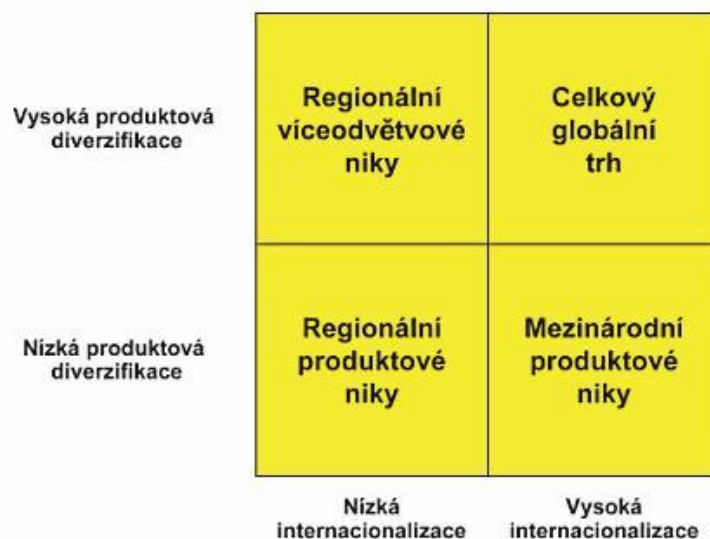 Vysoká produktová
diverzifikace
Regionální
víceodvětvové
niky
Celkový
globální
trh
Nízká produktová
diverzifikace
Regionální
produktové
niky
Mezinárodní
produktové
niky
Nízká
internacionalizace
Vysoká
internacionalizace